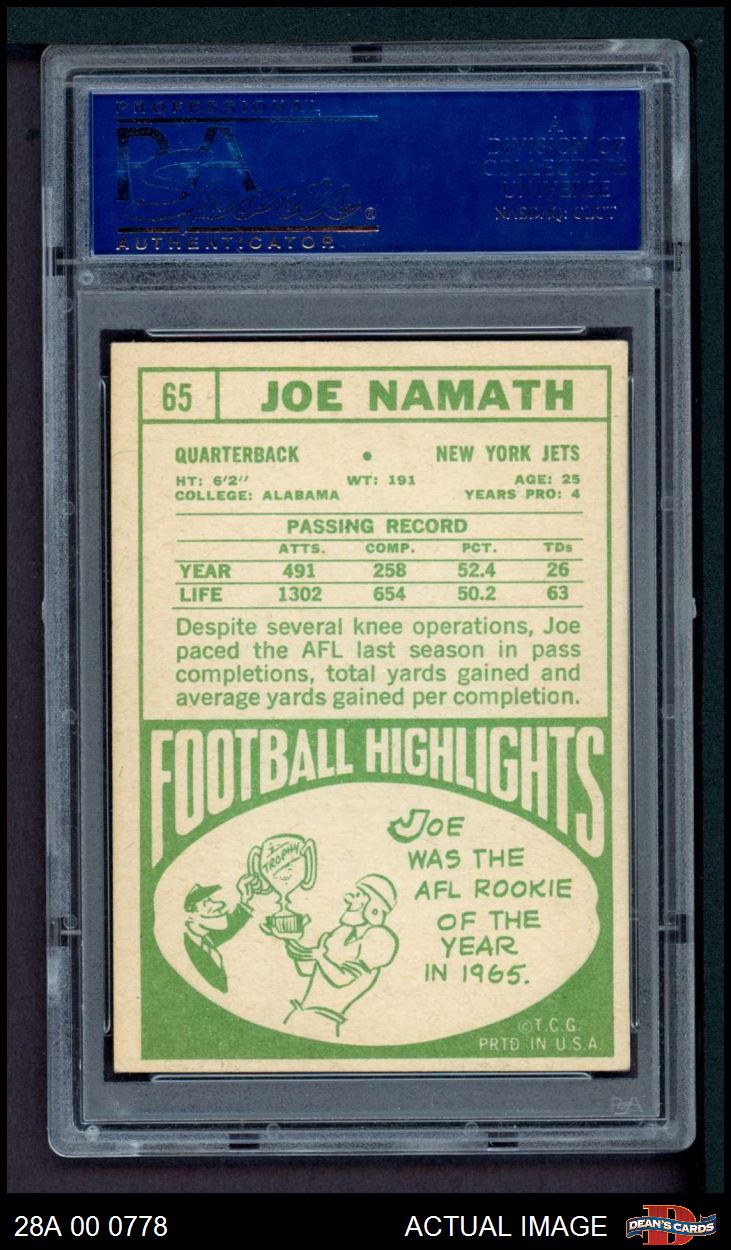 PROFESSIONAL
PSA
AUTHENTICATOR
A
DIVISION OF
COLLECTORS
UNIVERSE
NASDAQ: CLCT
65 JOE NAMATH
QUARTERBACK • NEW YORK JETS
HT: 6'2" WT: 191 AGE: 25
COLLEGE: ALABAMA YEARS PRO: 4
PASSING RECORD
ATTS. COMP. PCT. TDs
YEAR 491 258 52.4 26
LIFE 1302 654 50.2 63
Despite several knee operations, Joe
paced the AFL last season in pass
completions, total yards gained and
average yards gained per completion.
FOOTBALL HIGHLIGHTS
TROPHY
JOE
WAS THE
AFL ROOKIE
OF THE
YEAR
IN 1965.
©T.C.G.
PRTD. IN U.S.A.
PSA
28A 00 0778 ACTUAL IMAGE D DEAN'S CARDS